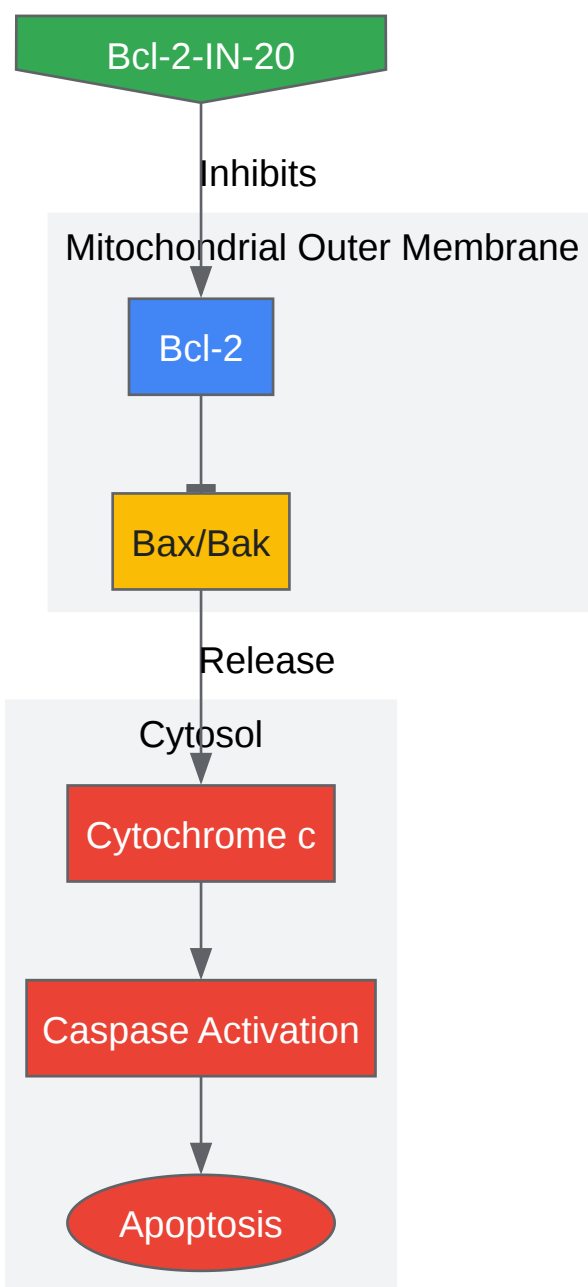 Bcl-2-IN-20
Inhibits
Mitochondrial Outer Membrane
Bcl-2
Bax/Bak
Release
Cytosol
Cytochrome c
Caspase Activation
Apoptosis